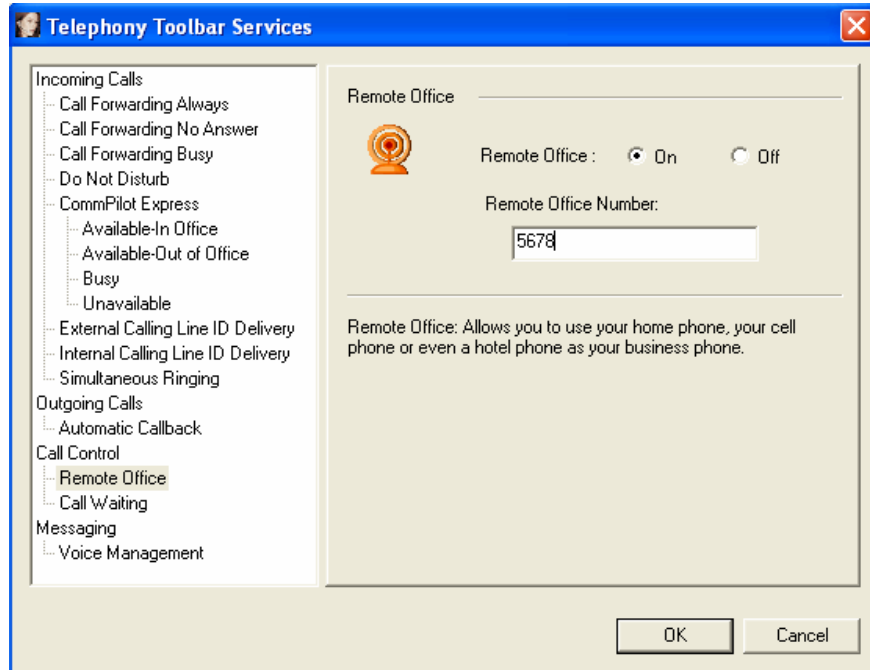 Telephony Toolbar Services
Incoming Calls
Call Forwarding Always
Call Forwarding No Answer
Call Forwarding Busy
Do Not Disturb
CommPilot Express
Available-In Office
Available-Out of Office
Busy
Unavailable
External Calling Line ID Delivery
Internal Calling Line ID Delivery
Simultaneous Ringing
Outgoing Calls
Automatic Callback
Call Control
Remote Office
Call Waiting
Messaging
Voice Management
Remote Office
Remote Office : On Off
Remote Office Number:
5678
Remote Office: Allows you to use your home phone, your cell
phone or even a hotel phone as your business phone.
OK Cancel